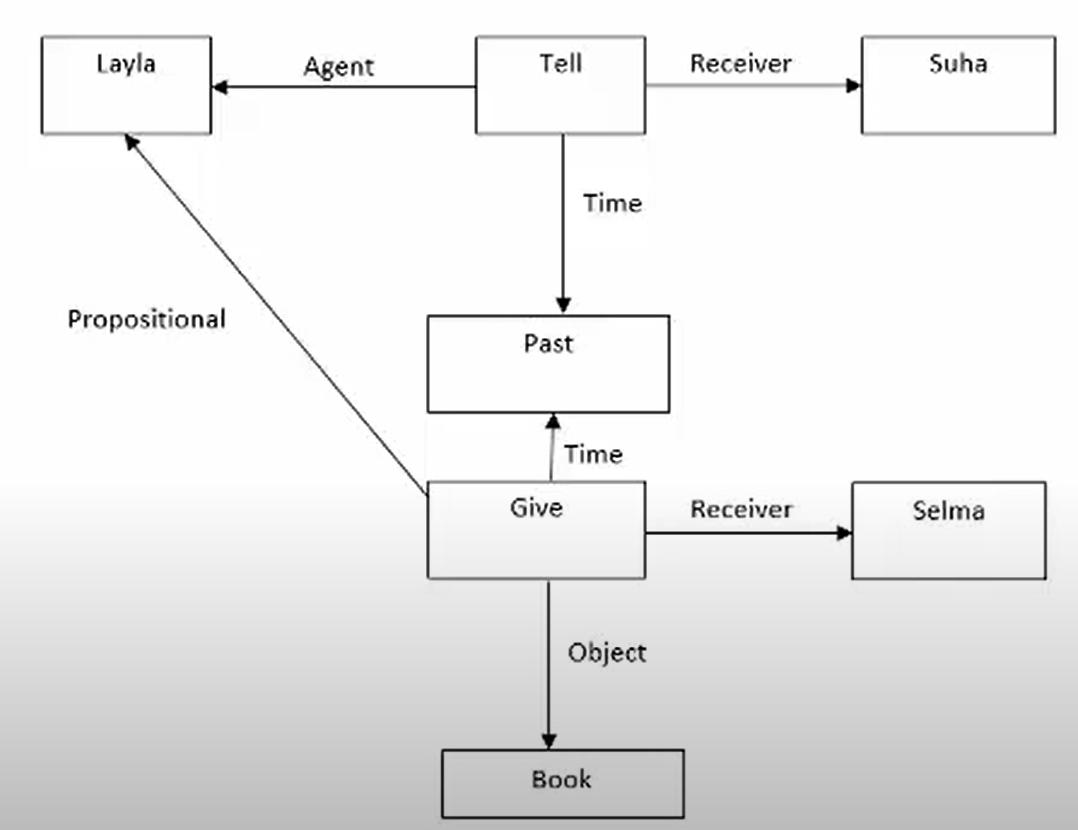 Layla
Agent
Tell
Receiver
Suha
Time
Propositional
Past
Time
Give
Receiver
Selma
Object
Book